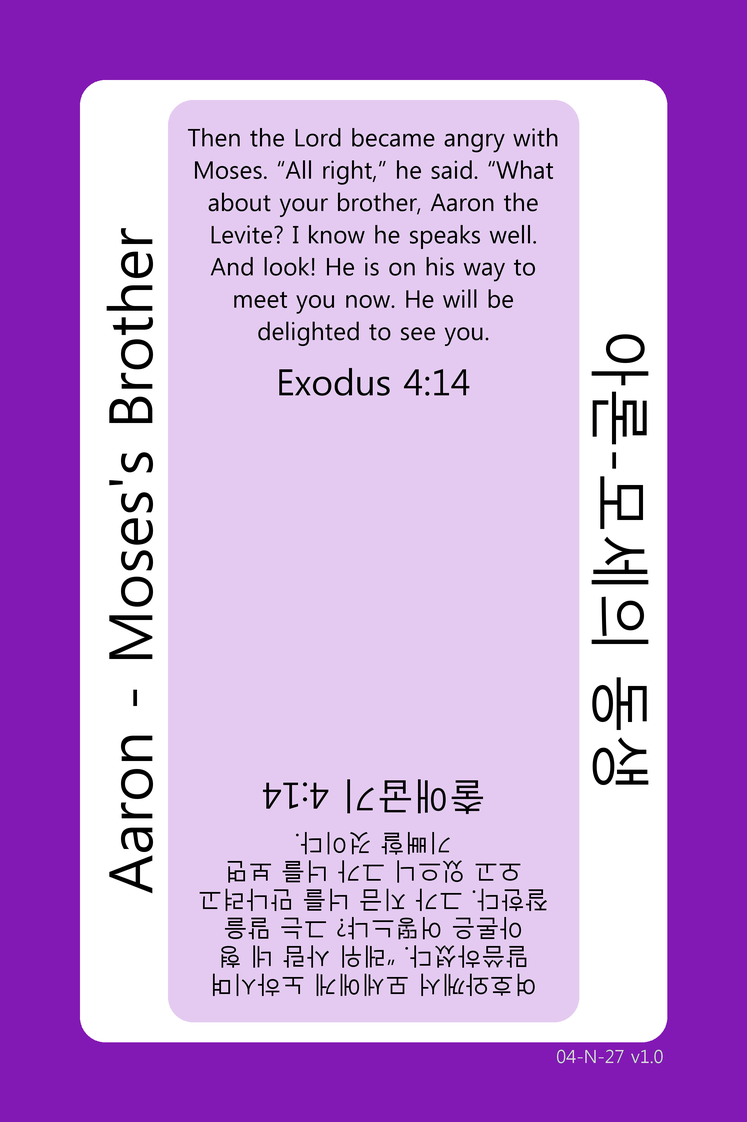 Then the Lord became angry with
Moses. “All right,” he said. “What
about your brother, Aaron the
Levite? I know he speaks well.
And look! He is on his way to
meet you now. He will be
delighted to see you.
Exodus 4:14
Aaron - Moses's Brother
아론-모세의 동생
여호와께서 모세에게 노하시며
말씀하셨다. “레위 사람 네 형
아론은 어떻느냐? 그는 말을
잘한다. 그가 지금 너를 만나려고
오고 있으니 그가 너를 보면
기뻐할 것이다.
출애굽기 4:14
04-N-27 v1.0